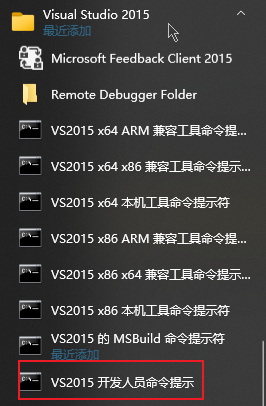 Visual Studio 2015
最近添加
Microsoft Feedback Client 2015
Remote Debugger Folder
VS2015 x64 ARM 兼容工具命令提...
VS2015 x64 x86 兼容工具命令提示...
VS2015 x64 本机工具命令提示符
VS2015 x86 ARM 兼容工具命令提...
VS2015 x86 x64 兼容工具命令提示...
VS2015 x86 本机工具命令提示符
VS2015 的 MSBuild 命令提示符
最近添加
VS2015 开发人员命令提示